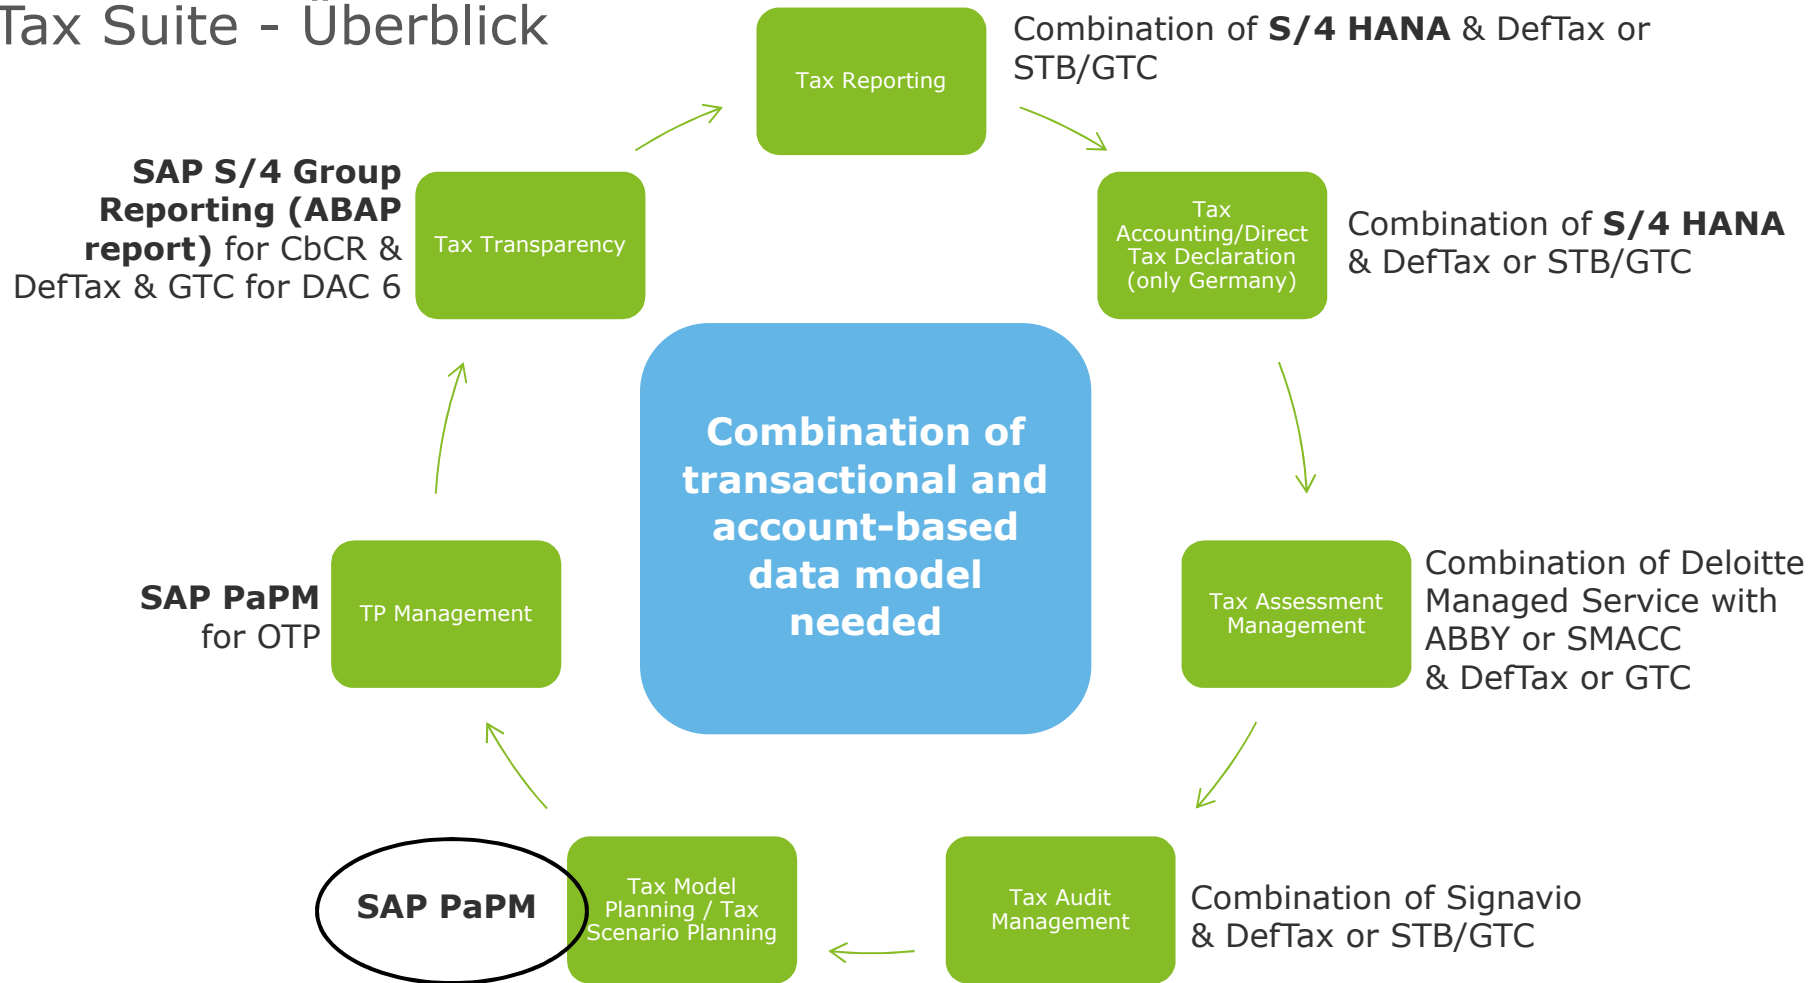 Tax Suite - Überblick
Tax Reporting
Combination of S/4 HANA & DefTax or
STB/GTC
Tax
Accounting/Direct
Tax Declaration
(only Germany)
Combination of S/4 HANA
& DefTax or STB/GTC
Tax Assessment
Management
Combination of Deloitte
Managed Service with
ABBY or SMACC
& DefTax or GTC
Tax Audit
Management
Combination of Signavio
& DefTax or STB/GTC
Tax Model
Planning / Tax
Scenario Planning
SAP PaPM
TP Management
SAP PaPM
for OTP
Tax Transparency
SAP S/4 Group
Reporting (ABAP
report) for CbCR &
DefTax & GTC for DAC 6
Combination of
transactional and
account-based
data model
needed